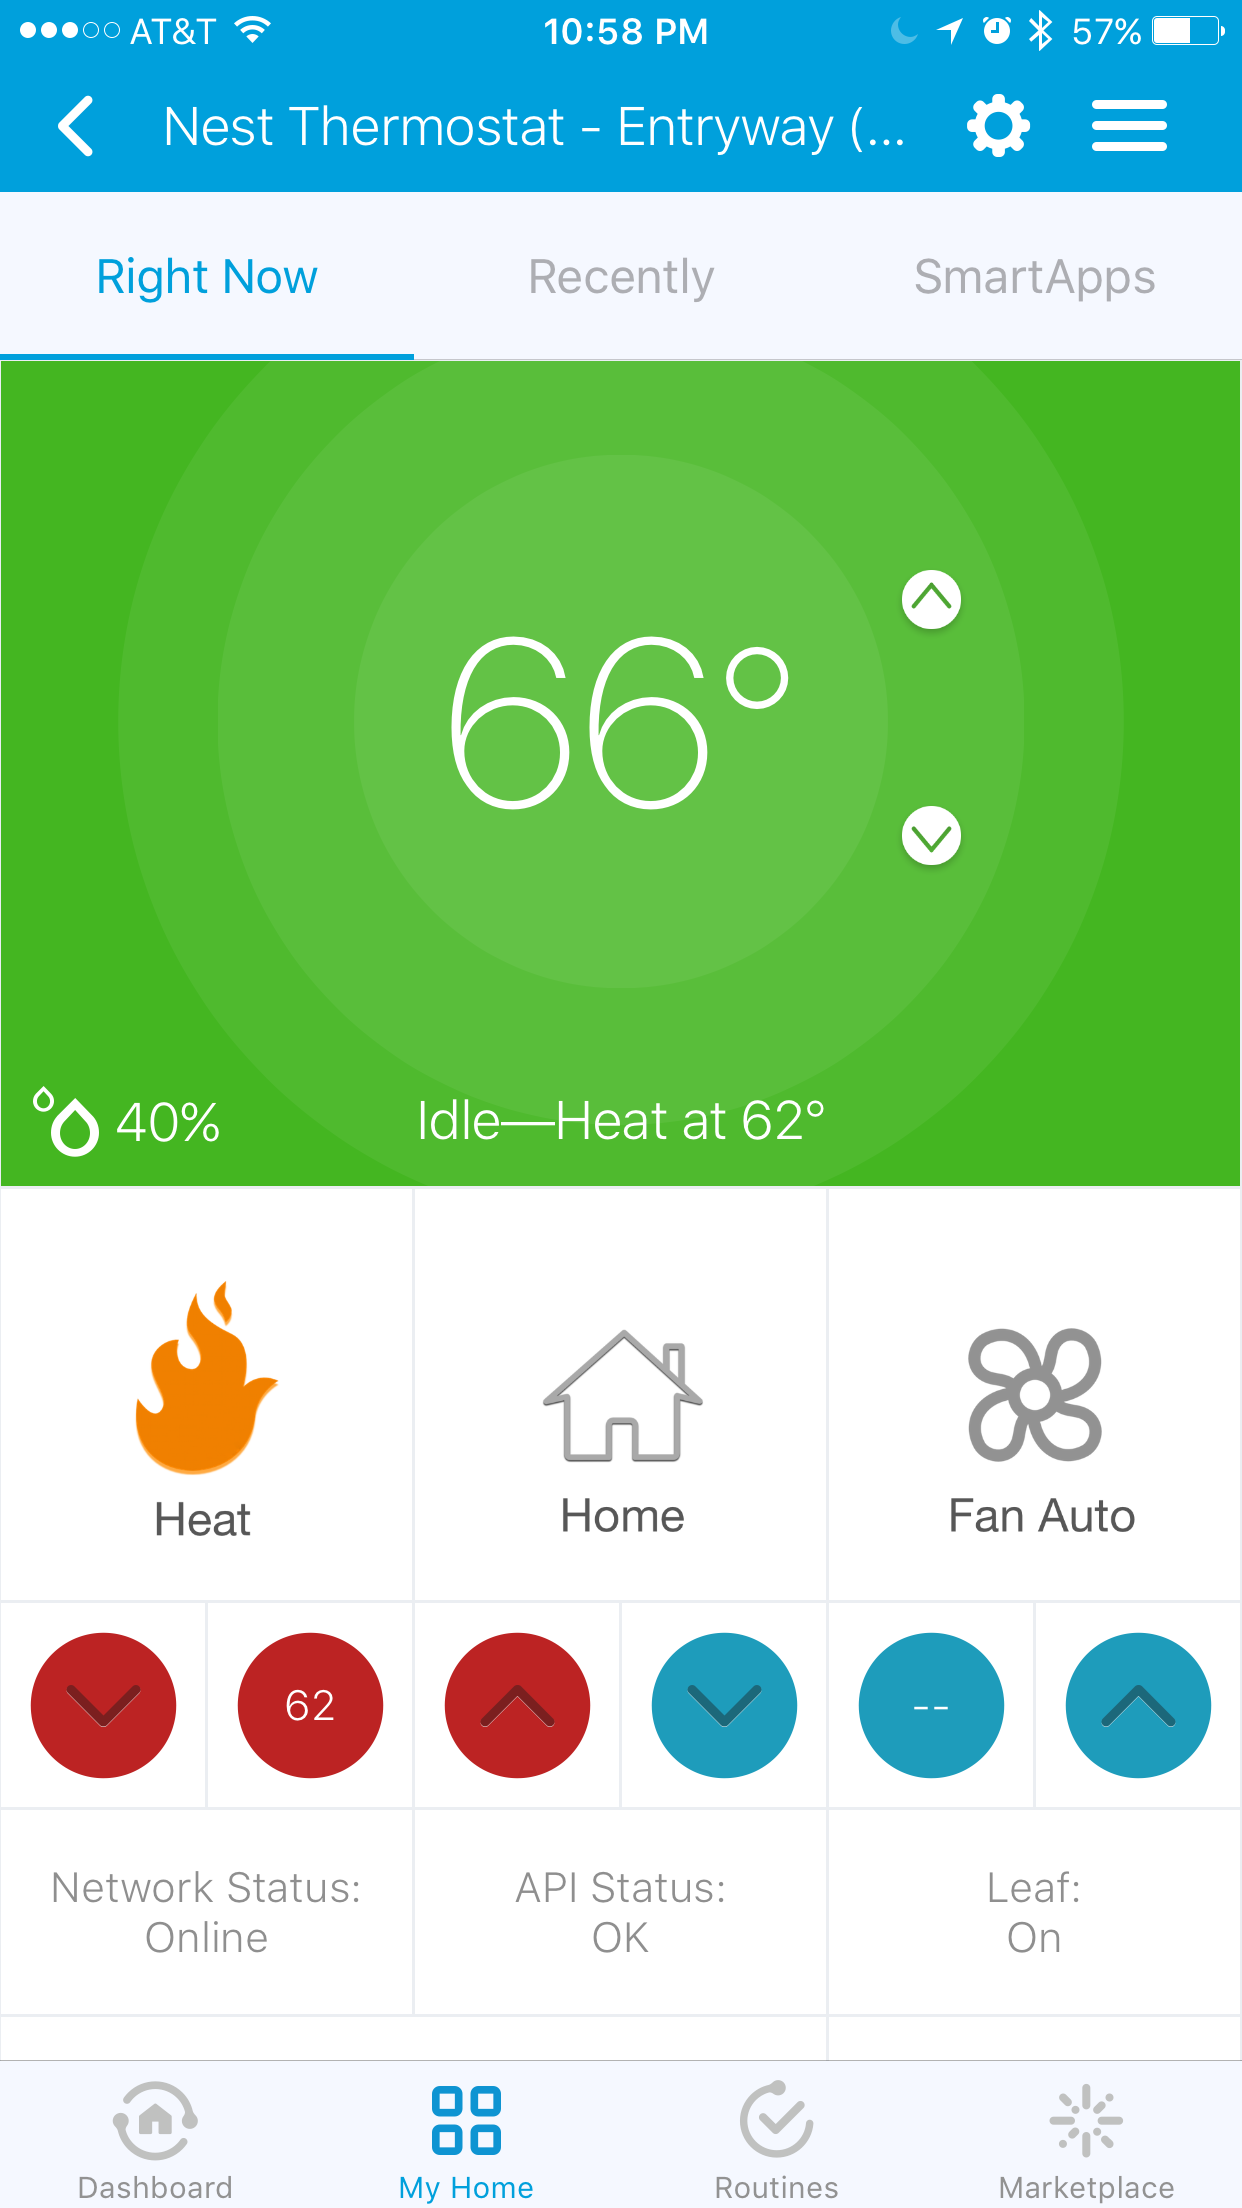 AT&T 10:58 PM 57%
Nest Thermostat - Entryway (...
Right Now Recently SmartApps
66°
40% Idle—Heat at 62°
Heat Home Fan Auto
62 --
Network Status: API Status: Leaf:
Online OK On
Dashboard My Home Routines Marketplace